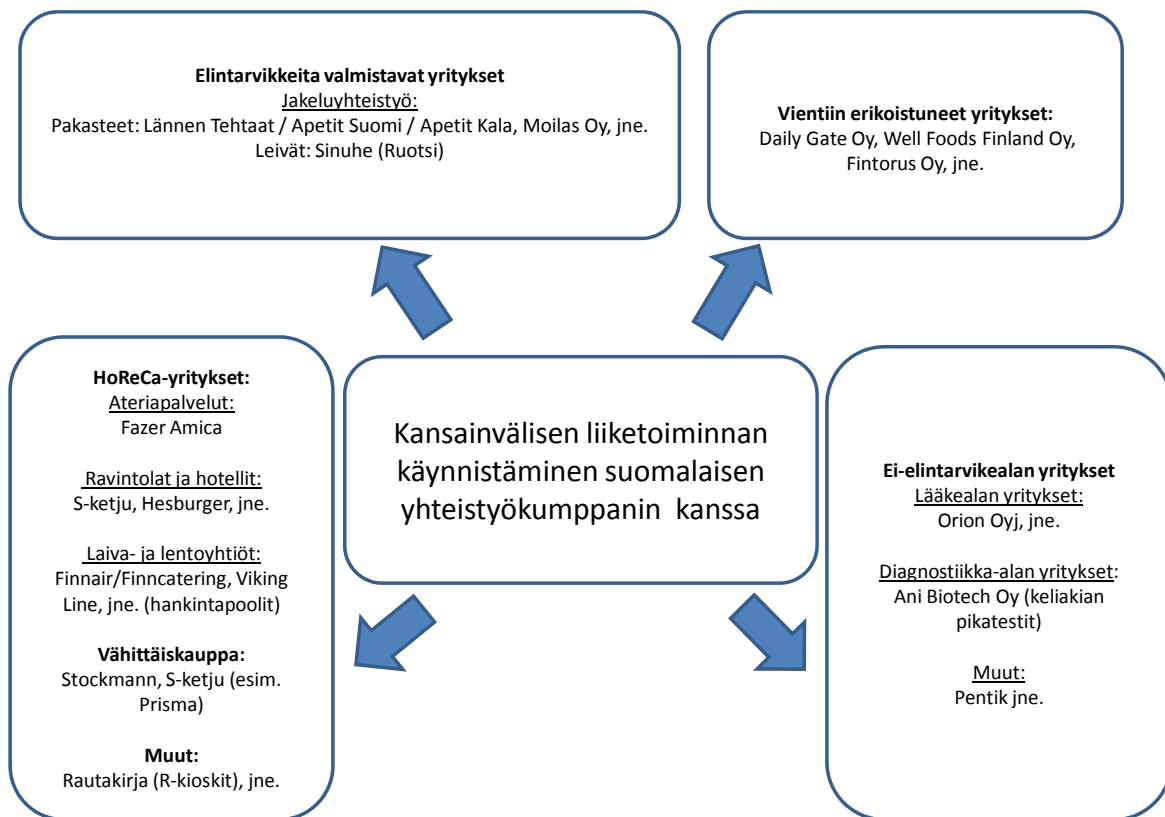 Elintarvikkeita valmistavat yritykset
Jakeluyhteistyö:
Pakasteet: Lännen Tehtaat / Apetit Suomi / Apetit Kala, Moilas Oy, jne.
Leivät: Sinuhe (Ruotsi)
Vientiin erikoistuneet yritykset:
Daily Gate Oy, Well Foods Finland Oy,
Fintorus Oy, jne.
HoReCa-yritykset:
Ateriapalvelut:
Fazer Amica
Ravintolat ja hotellit:
S-ketju, Hesburger, jne.
Laiva- ja lentoyhtiöt:
Finnair/Finncatering, Viking
Line, jne. (hankintapoolit)
Vähittäiskauppa:
Stockmann, S-ketju (esim.
Prisma)
Muut:
Rautakirja (R-kioskit), jne.
Kansainvälisen liiketoiminnan
käynnistäminen suomalaisen
yhteistyökumppanin kanssa
Ei-elintarvikealan yritykset
Lääkealan yritykset:
Orion Oyj, jne.
Diagnostiikka-alan yritykset:
Ani Biotech Oy (keliakian
pikatestit)
Muut:
Pentik jne.